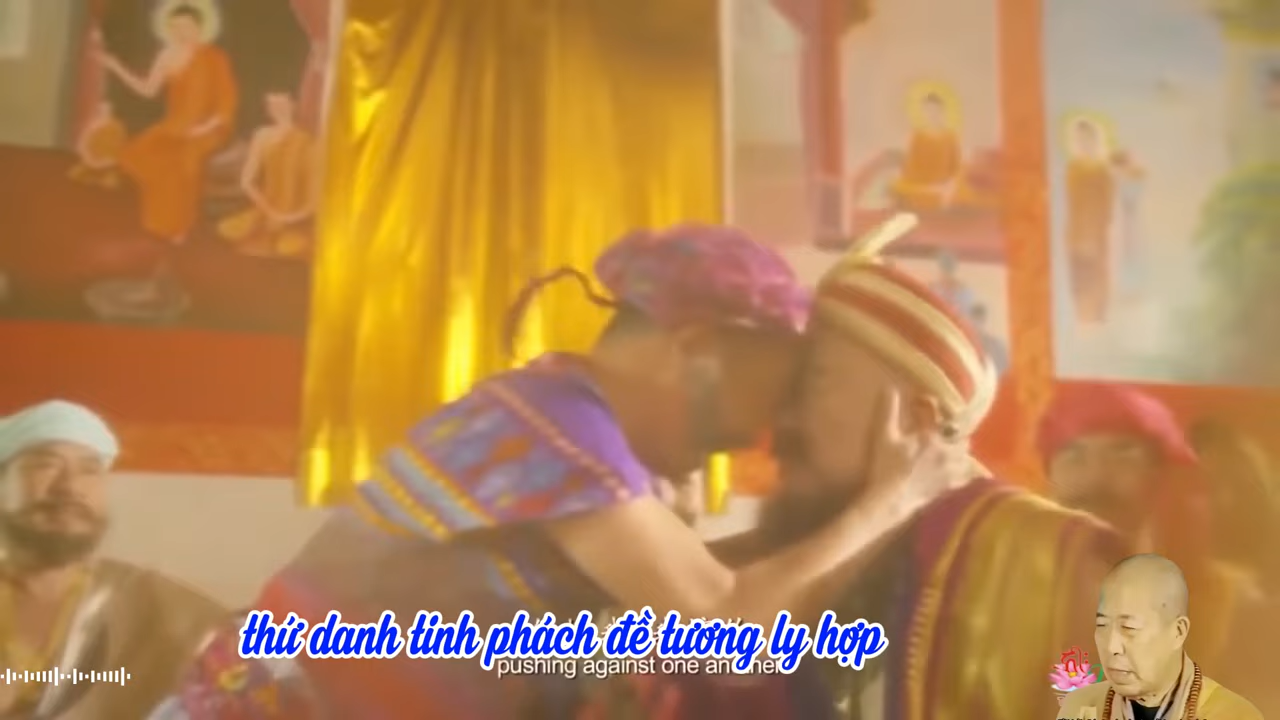 thứ danh tinh phách đề tương ly hợp
pushing against one another